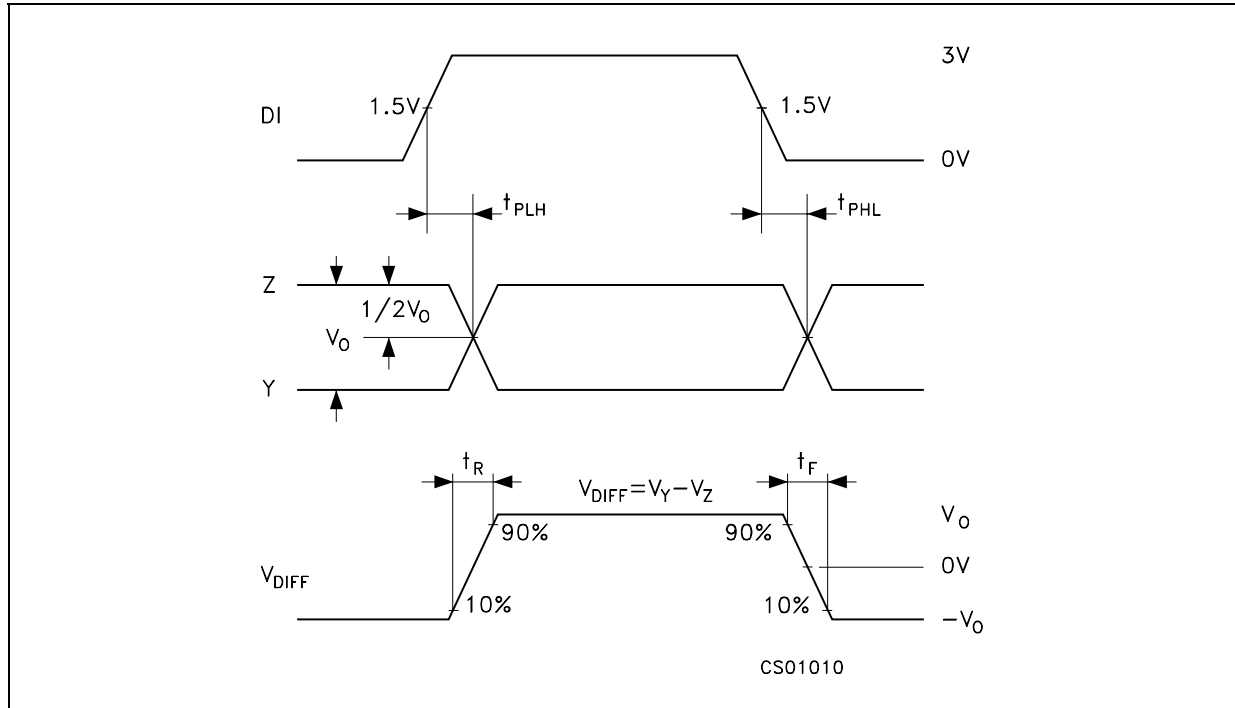 3V
1.5V
1.5V
DI
0V
tPLH
tPHL
Z
1/2VO
VO
Y
tR
tF
VDIFF=VY-VZ
VO
90%
90%
0V
VDIFF
10%
10%
-VO
CS01010